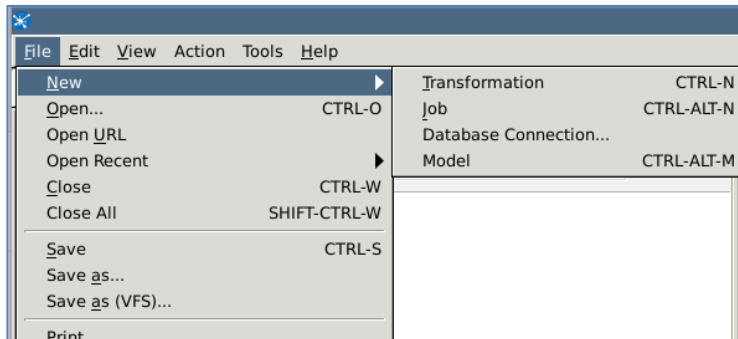 File Edit View Action Tools Help
New
Open... CTRL-O
Open URL
Open Recent
Close CTRL-W
Close All SHIFT-CTRL-W
Save CTRL-S
Save as...
Save as (VFS)...
Print
Transformation CTRL-N
Job CTRL-ALT-N
Database Connection...
Model CTRL-ALT-M